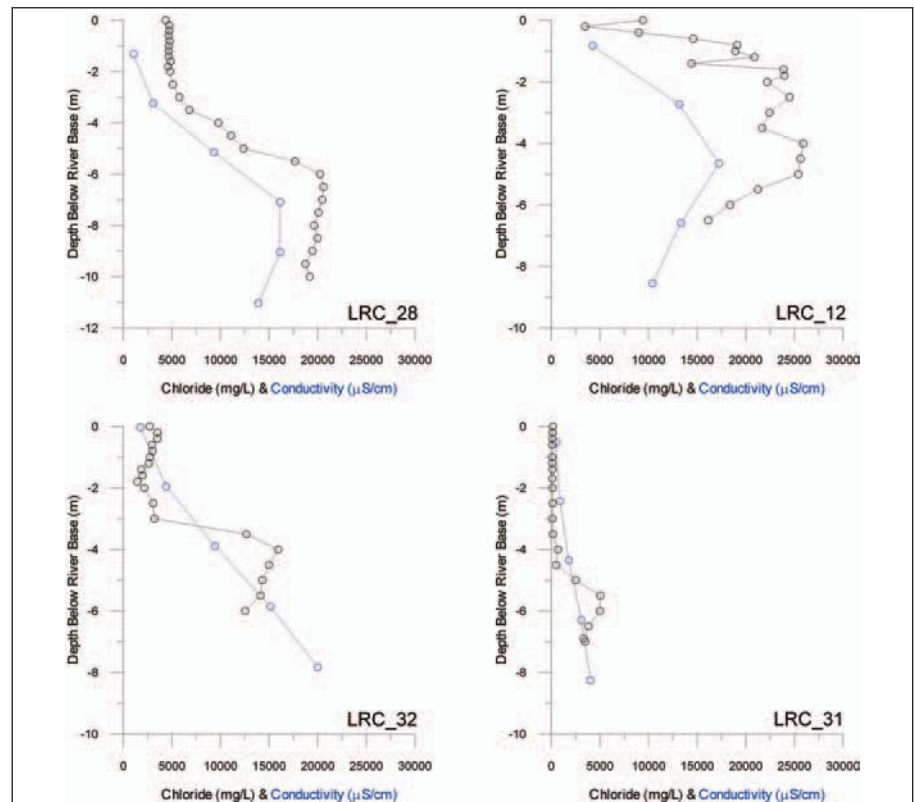 0
-2
-4
-6
-8
-10
-12
Depth Below River Base (m)
LRC_28
0 5000 10000 15000 20000 25000 30000
Chloride (mg/L) & Conductivity (µS/cm)
0
-2
-4
-6
-8
-10
Depth Below River Base (m)
LRC_12
0 5000 10000 15000 20000 25000 30000
Chloride (mg/L) & Conductivity (µS/cm)
0
-2
-4
-6
-8
-10
Depth Below River Base (m)
LRC_32
0 5000 10000 15000 20000 25000 30000
Chloride (mg/L) & Conductivity (µS/cm)
0
-2
-4
-6
-8
-10
Depth Below River Base (m)
LRC_31
0 5000 10000 15000 20000 25000 30000
Chloride (mg/L) & Conductivity (µS/cm)